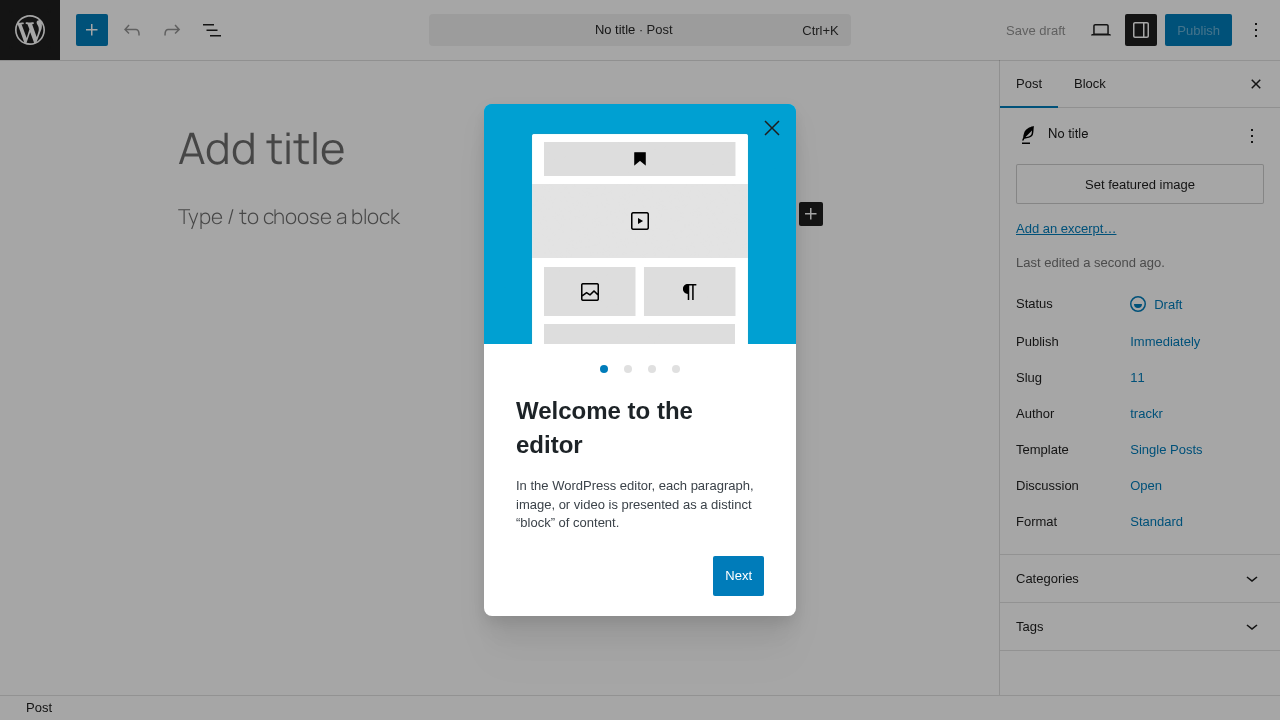 No title · Post
Ctrl+K
Save draft
Publish
Add title
Type / to choose a block
Welcome to the
editor
In the WordPress editor, each paragraph,
image, or video is presented as a distinct
“block” of content.
Next
Post
Block
No title
Set featured image
Add an excerpt…
Last edited a second ago.
Status
Draft
Publish
Immediately
Slug
11
Author
trackr
Template
Single Posts
Discussion
Open
Format
Standard
Categories
Tags
Post